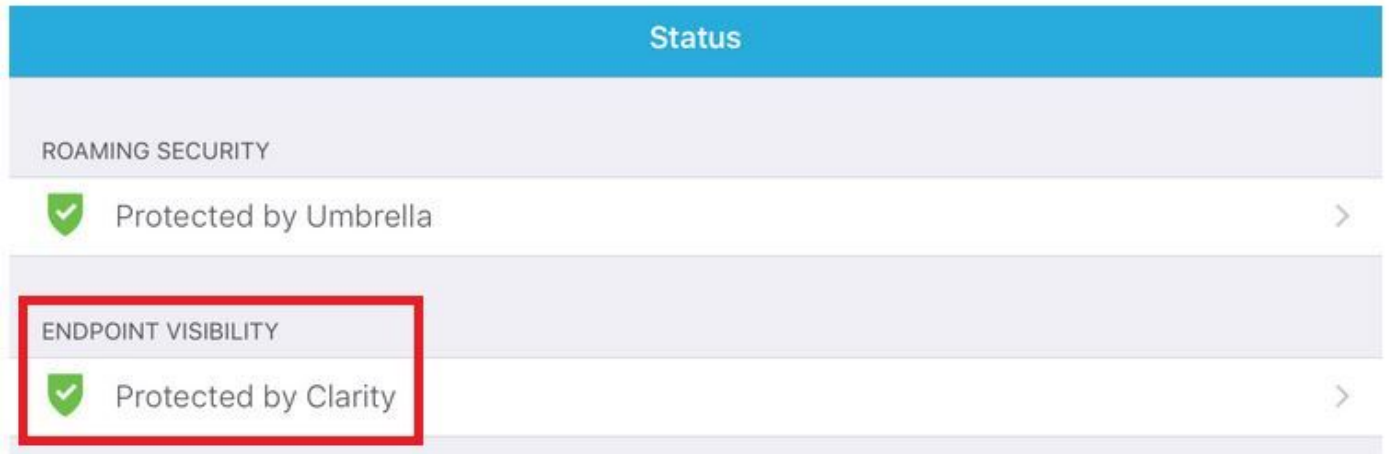 Status
ROAMING SECURITY
Protected by Umbrella
ENDPOINT VISIBILITY
Protected by Clarity